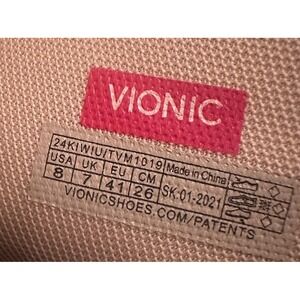 VIONIC
24KIWIU/TVM1019 Made in China
USA UK EU CM SK:01-2021
8 7 41 26
VIONICSHOES.COM/PATENTS